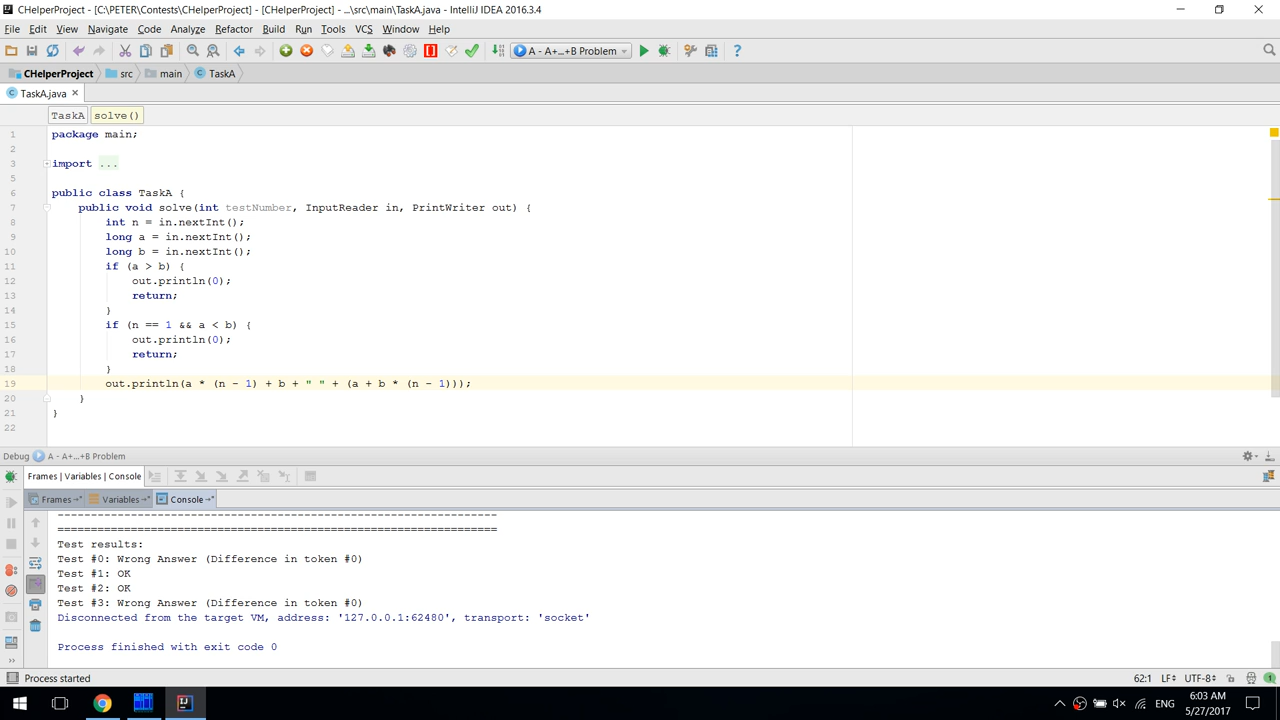 CHelperProject - [C:\PETER\Contests\CHelperProject] - [CHelperProject] - ...\src\main\TaskA.java - IntelliJ IDEA 2016.3.4
File Edit View Navigate Code Analyze Refactor Build Run Tools VCS Window Help
A - A+...+B Problem
CHelperProject src main TaskA
TaskA.java
TaskA solve()
1 package main;
2
3 import ...
5
6 public class TaskA {
7 public void solve(int testNumber, InputReader in, PrintWriter out) {
8 int n = in.nextInt();
9 long a = in.nextInt();
10 long b = in.nextInt();
11 if (a > b) {
12 out.println(0);
13 return;
14 }
15 if (n == 1 && a < b) {
16 out.println(0);
17 return;
18 }
19 out.println(a * (n - 1) + b + " " + (a + b * (n - 1)));
20 }
21 }
22
Debug A - A+...+B Problem
Frames | Variables | Console
Frames Variables Console
------------------------------------------------------------------
==================================================================
Test results:
Test #0: Wrong Answer (Difference in token #0)
Test #1: OK
Test #2: OK
Test #3: Wrong Answer (Difference in token #0)
Disconnected from the target VM, address: '127.0.0.1:62480', transport: 'socket'
Process finished with exit code 0
Process started 62:1 LF UTF-8 1
ENG 6:03 AM
5/27/2017